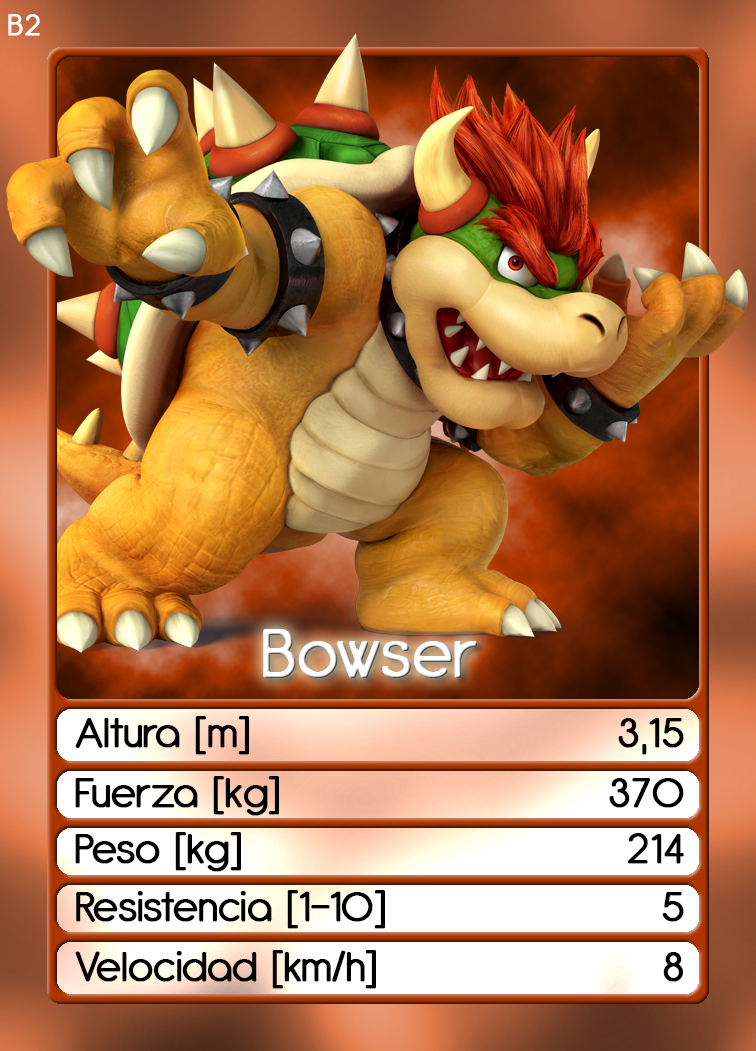 B2
Bowser
Altura [m] 3,15
Fuerza [kg] 370
Peso [kg] 214
Resistencia [1-10] 5
Velocidad [km/h] 8